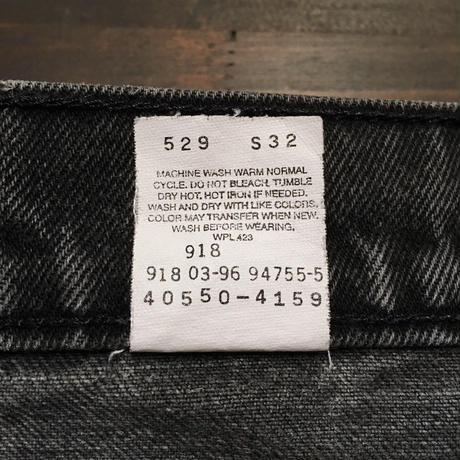 529 S32
MACHINE WASH WARM NORMAL
CYCLE. DO NOT BLEACH. TUMBLE
DRY HOT. HOT IRON IF NEEDED.
WASH AND DRY WITH LIKE COLORS.
COLOR MAY TRANSFER WHEN NEW.
WASH BEFORE WEARING.
WPL 423
918
918 03-96 94755-5
40550-4159